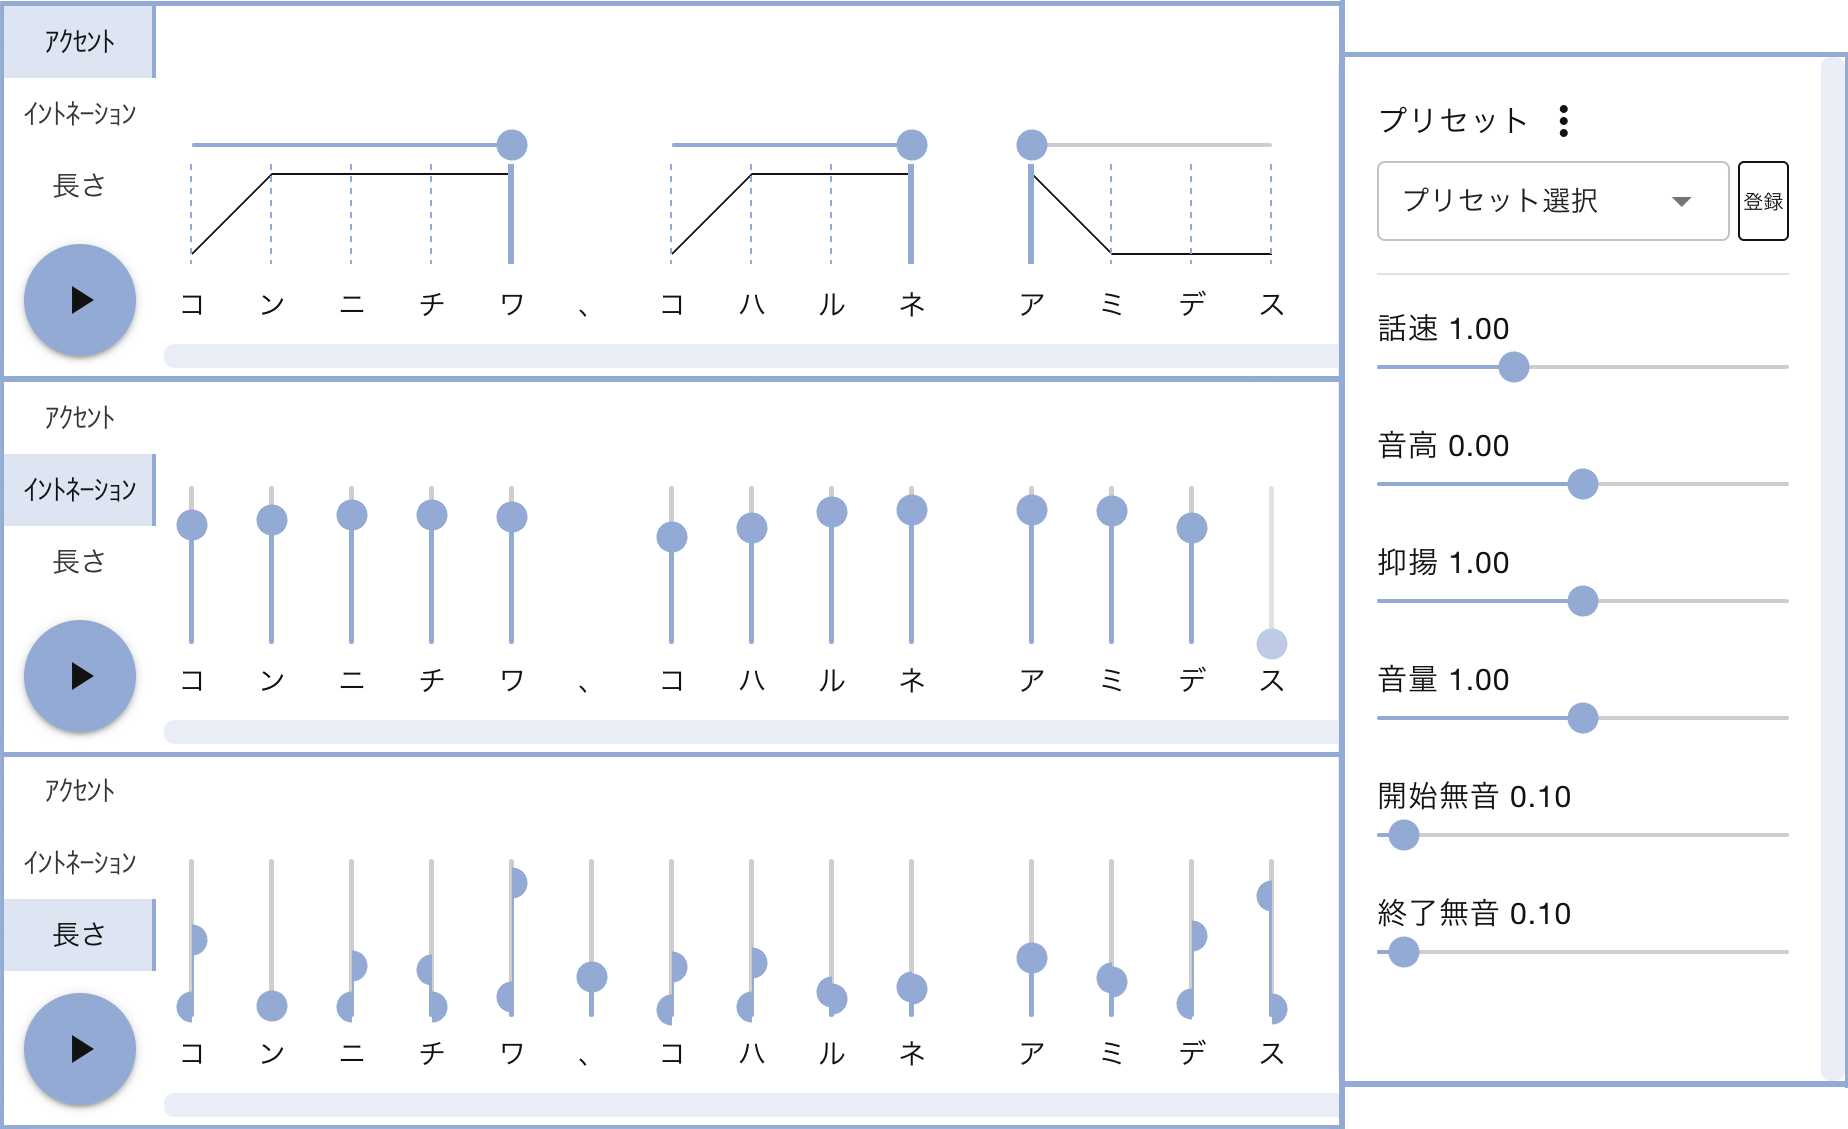 アクセント
イントネーション
長さ
コ ン ニ チ ワ 、 コ ハ ル ネ ア ミ デ ス
アクセント
イントネーション
長さ
コ ン ニ チ ワ 、 コ ハ ル ネ ア ミ デ ス
アクセント
イントネーション
長さ
コ ン ニ チ ワ 、 コ ハ ル ネ ア ミ デ ス
プリセット
プリセット選択 登録
話速 1.00
音高 0.00
抑揚 1.00
音量 1.00
開始無音 0.10
終了無音 0.10